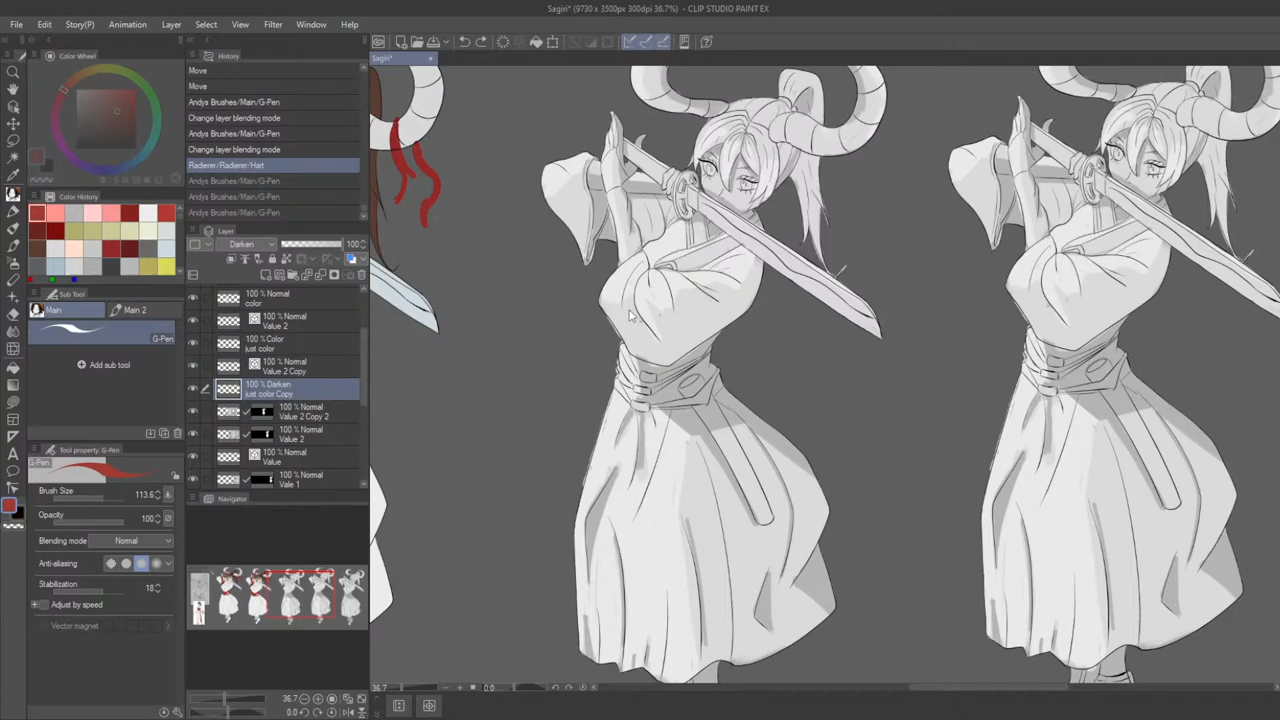 Sagiri* (9730 x 3500px 300dpi 36.7%) - CLIP STUDIO PAINT EX
File Edit Story(P) Animation Layer Select View Filter Window Help
Color Wheel
History
Sagiri*
Move
Move
Andys Brushes/Main/G-Pen
Change layer blending mode
Andys Brushes/Main/G-Pen
Change layer blending mode
Radierer/Radierer/Hart
Andys Brushes/Main/G-Pen
Andys Brushes/Main/G-Pen
Andys Brushes/Main/G-Pen
Color History
Layer
Darken 100
100 % Normal
color
100 % Normal
Value 2
100 %Color
just color
100 % Normal
Value 2 Copy
100 % Darken
just color Copy
100 % Normal
Value 2 Copy 2
100 % Normal
Value 2
100 % Normal
Value
100 % Normal
Vale 1
Sub Tool
Main Main 2
G-Pen
Add sub tool
Tool property: G-Pen
G-Pen
Brush Size 113.6
Opacity 100
Blending mode Normal
Anti-aliasing
Stabilization 18
Adjust by speed
Vector magnet
Navigator
36.7
0.0
36.7 0.0